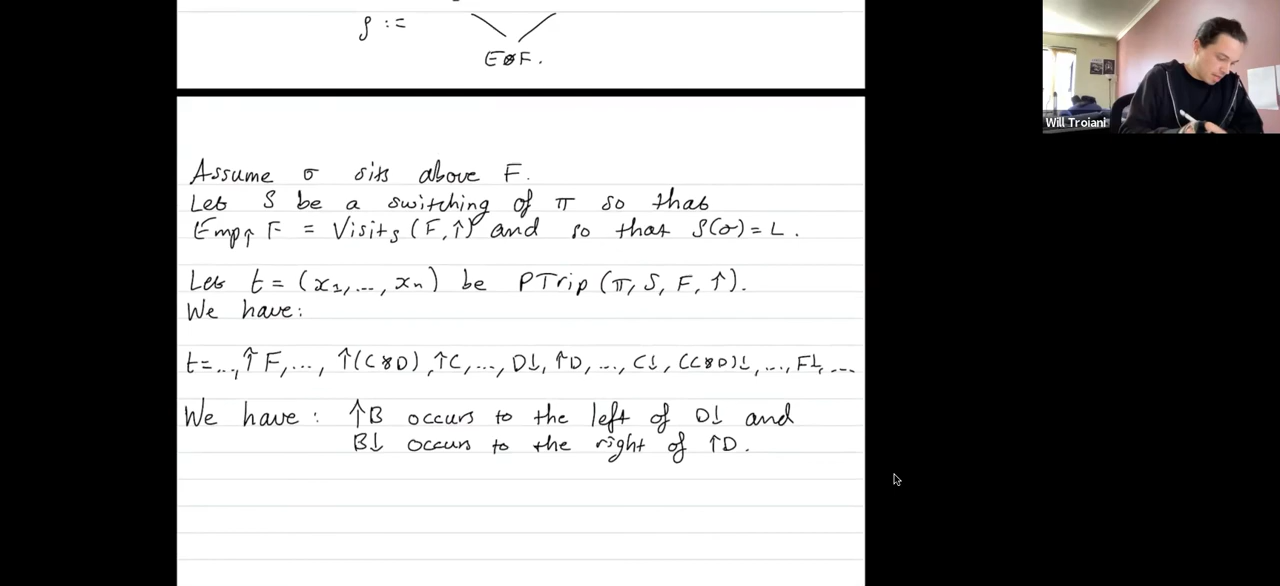 ρ :=
E⊗F.
Will Troiani
Assume σ sits above F.
Let S be a switching of π so that
Emp↑ F = Visits (F,↑) and so that S(σ) = L.
Let t = (x₁, ..., xₙ) be PTrip (π, S, F, ↑).
We have:
t = ..., ↑F, ..., ↑(C⊗D), ↑C, ..., D↓, ↑D, ..., C↓, (C⊗D)↓, ..., F↓, ...
We have: ↑B occurs to the left of D↓ and
B↓ occurs to the right of ↑D.